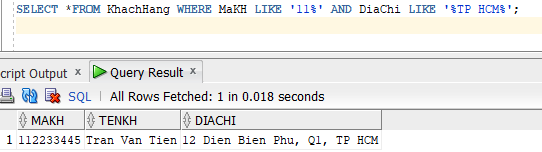 SELECT *FROM KhachHang WHERE MaKH LIKE '11%' AND DiaChi LIKE '%TP HCM%';
cript Output x Query Result x
SQL | All Rows Fetched: 1 in 0.018 seconds
MAKH TENKH DIACHI
1 112233445 Tran Van Tien 12 Dien Bien Phu, Q1, TP HCM